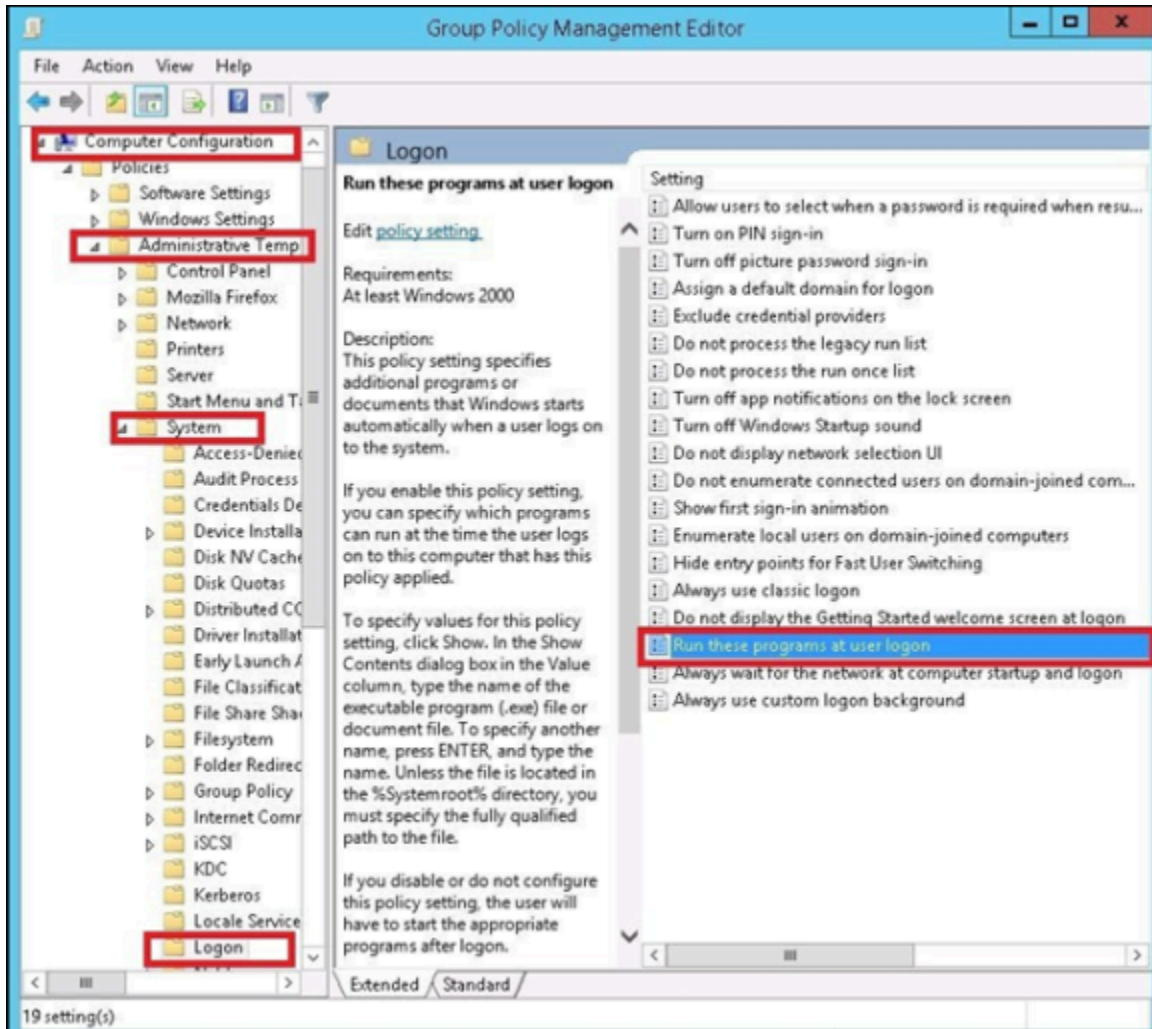 Group Policy Management Editor
File Action View Help
Computer Configuration
Policies
Software Settings
Windows Settings
Administrative Temp
Control Panel
Mozilla Firefox
Network
Printers
Server
Start Menu and Ta
System
Access-Denied
Audit Process
Credentials De
Device Installa
Disk NV Cache
Disk Quotas
Distributed CO
Driver Installat
Early Launch A
File Classificat
File Share Shad
Filesystem
Folder Redirec
Group Policy
Internet Comr
iSCSI
KDC
Kerberos
Locale Service
Logon
Logon
Run these programs at user logon
Edit policy setting
Requirements:
At least Windows 2000
Description:
This policy setting specifies
additional programs or
documents that Windows starts
automatically when a user logs on
to the system.
If you enable this policy setting,
you can specify which programs
can run at the time the user logs
on to this computer that has this
policy applied.
To specify values for this policy
setting, click Show. In the Show
Contents dialog box in the Value
column, type the name of the
executable program (.exe) file or
document file. To specify another
name, press ENTER, and type the
name. Unless the file is located in
the %Systemroot% directory, you
must specify the fully qualified
path to the file.
If you disable or do not configure
this policy setting, the user will
have to start the appropriate
programs after logon.
Setting
Allow users to select when a password is required when resu...
Turn on PIN sign-in
Turn off picture password sign-in
Assign a default domain for logon
Exclude credential providers
Do not process the legacy run list
Do not process the run once list
Turn off app notifications on the lock screen
Turn off Windows Startup sound
Do not display network selection UI
Do not enumerate connected users on domain-joined com...
Show first sign-in animation
Enumerate local users on domain-joined computers
Hide entry points for Fast User Switching
Always use classic logon
Do not display the Getting Started welcome screen at logon
Run these programs at user logon
Always wait for the network at computer startup and logon
Always use custom logon background
Extended Standard
19 setting(s)